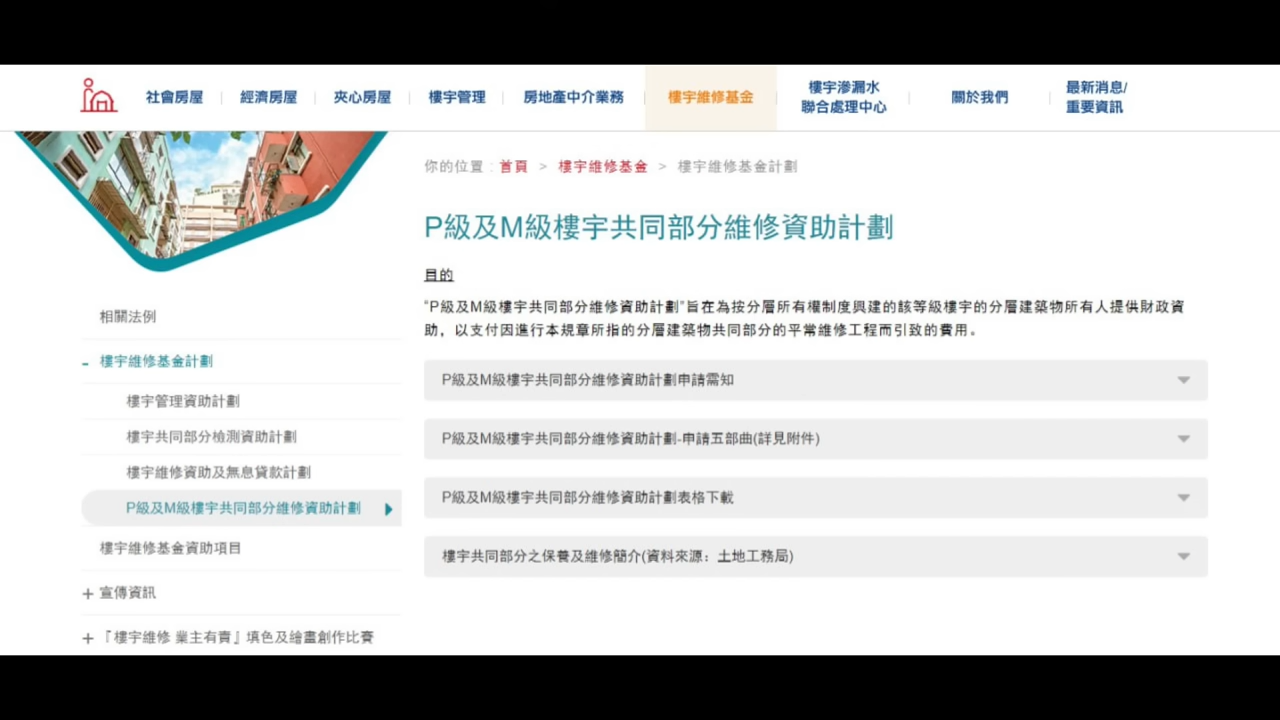 社會房屋
經濟房屋
夾心房屋
樓宇管理
房地產中介業務
樓宇維修基金
樓宇滲漏水
聯合處理中心
關於我們
最新消息/
重要資訊
你的位置 : 首頁 > 樓宇維修基金 > 樓宇維修基金計劃
P級及M級樓宇共同部分維修資助計劃
目的
“P級及M級樓宇共同部分維修資助計劃”旨在為按分層所有權制度興建的該等級樓宇的分層建築物所有人提供財政資
助，以支付因進行本規章所指的分層建築物共同部分的平常維修工程而引致的費用。
P級及M級樓宇共同部分維修資助計劃申請需知
P級及M級樓宇共同部分維修資助計劃-申請五部曲(詳見附件)
P級及M級樓宇共同部分維修資助計劃表格下載
樓宇共同部分之保養及維修簡介(資料來源：土地工務局)
相關法例
- 樓宇維修基金計劃
樓宇管理資助計劃
樓宇共同部分檢測資助計劃
樓宇維修資助及無息貸款計劃
P級及M級樓宇共同部分維修資助計劃
樓宇維修基金資助項目
+ 宣傳資訊
+ 『樓宇維修 業主有責』填色及繪畫創作比賽